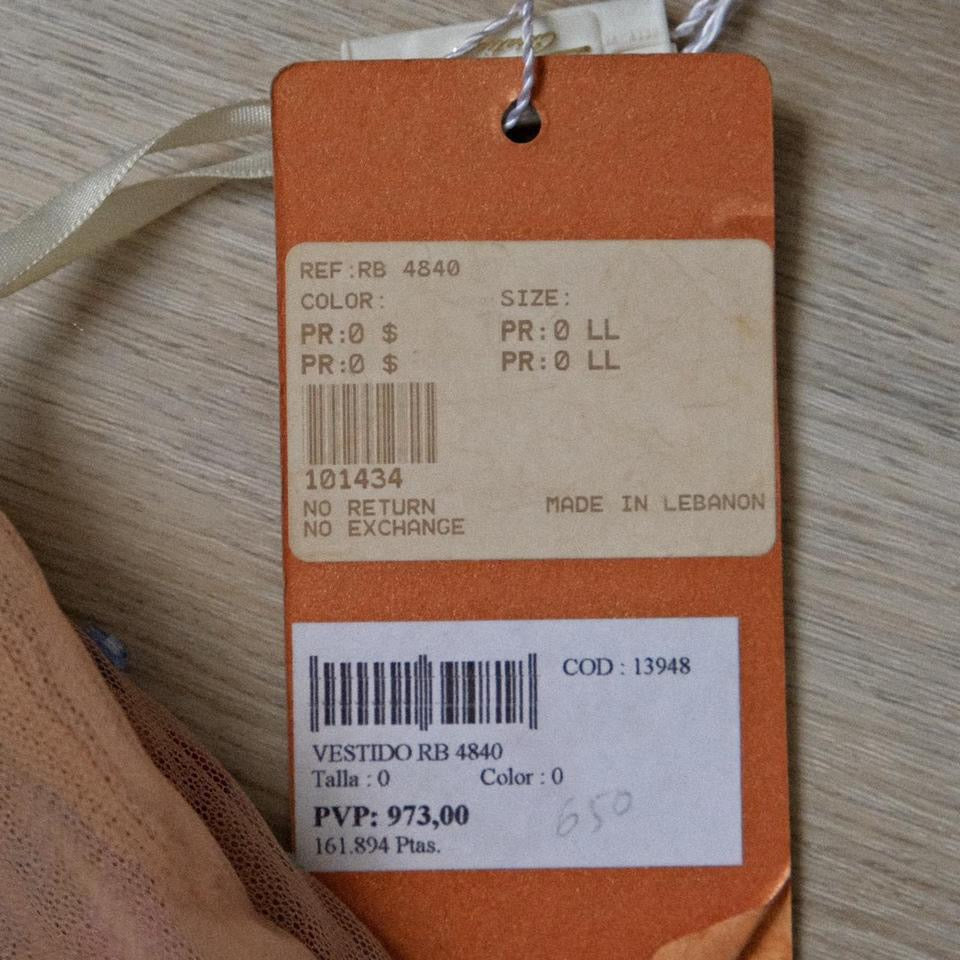 REF:RB 4840
COLOR: SIZE:
PR:0 $ PR:0 LL
PR:0 $ PR:0 LL
101434
NO RETURN MADE IN LEBANON
NO EXCHANGE
COD : 13948
VESTIDO RB 4840
Talla : 0 Color : 0
PVP: 973,00
650
161.894 Ptas.